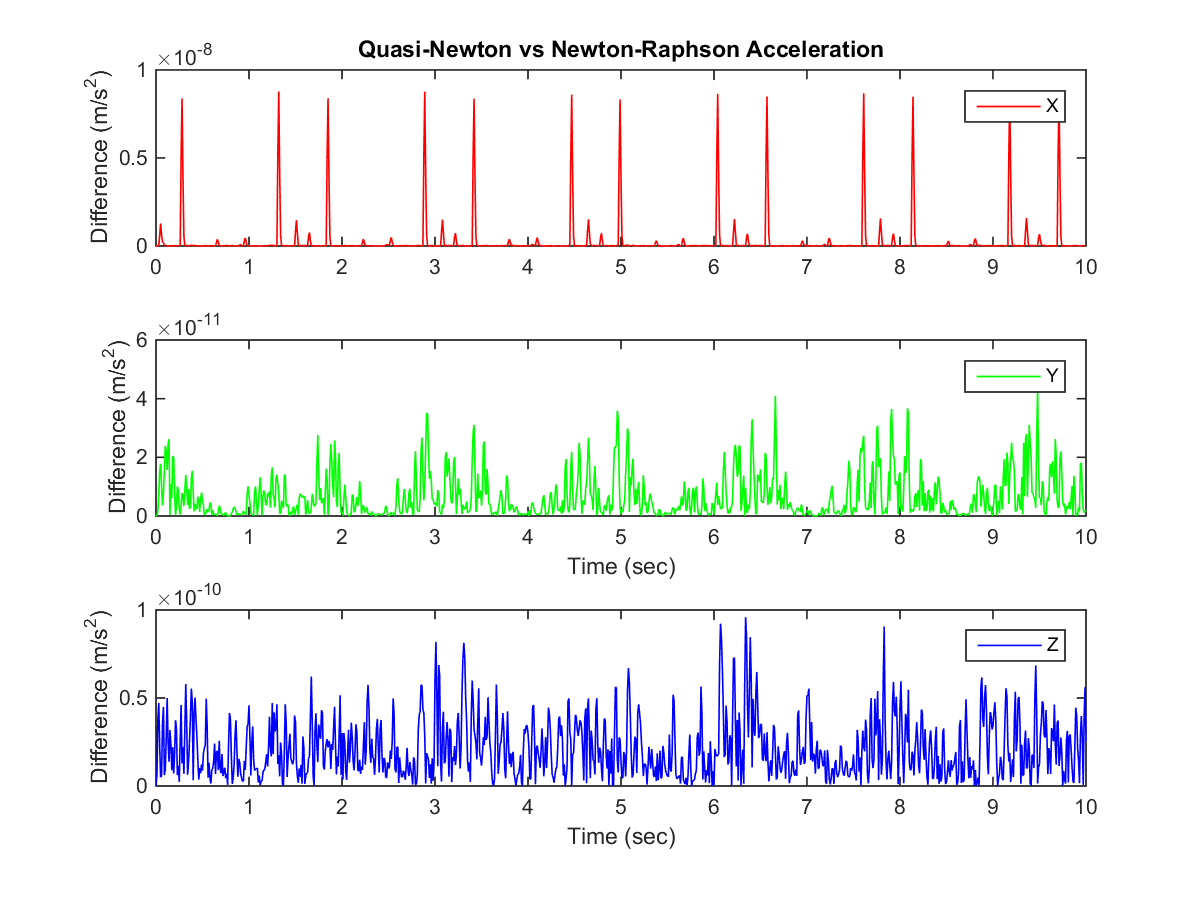 Quasi-Newton vs Newton-Raphson Acceleration
×10^-8
Difference (m/s^2)
1
0.5
0
X
0 1 2 3 4 5 6 7 8 9 10
×10^-11
Difference (m/s^2)
6
4
2
0
Y
0 1 2 3 4 5 6 7 8 9 10
Time (sec)
×10^-10
Difference (m/s^2)
1
0.5
0
Z
0 1 2 3 4 5 6 7 8 9 10
Time (sec)